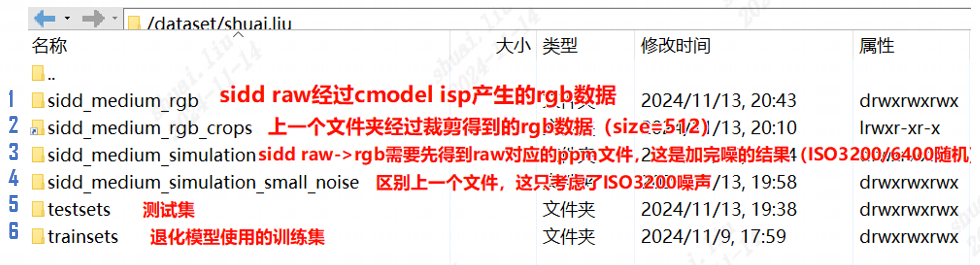 /dataset/shuai.liu
名称 大小 类型 修改时间 属性
..
1 sidd_medium_rgb sidd raw经过cmodel isp产生的rgb数据 2024/11/13, 20:43 drwxrwxrwx
2 sidd_medium_rgb_crops 上一个文件夹经过裁剪得到的rgb数据（size=512） 1/13, 20:10 lrwxr-xr-x
3 sidd_medium_simulation sidd raw->rgb需要先得到raw对应的ppm文件，这是加完噪的结果（ISO3200/6400随机）
4 sidd_medium_simulation_small_noise 区别上一个文件，这只考虑了ISO3200噪声 13, 19:58 drwxrwxrwx
5 testsets 测试集 文件夹 2024/11/13, 19:38 drwxrwxrwx
6 trainsets 退化模型使用的训练集 文件夹 2024/11/9, 17:59 drwxrwxrwx